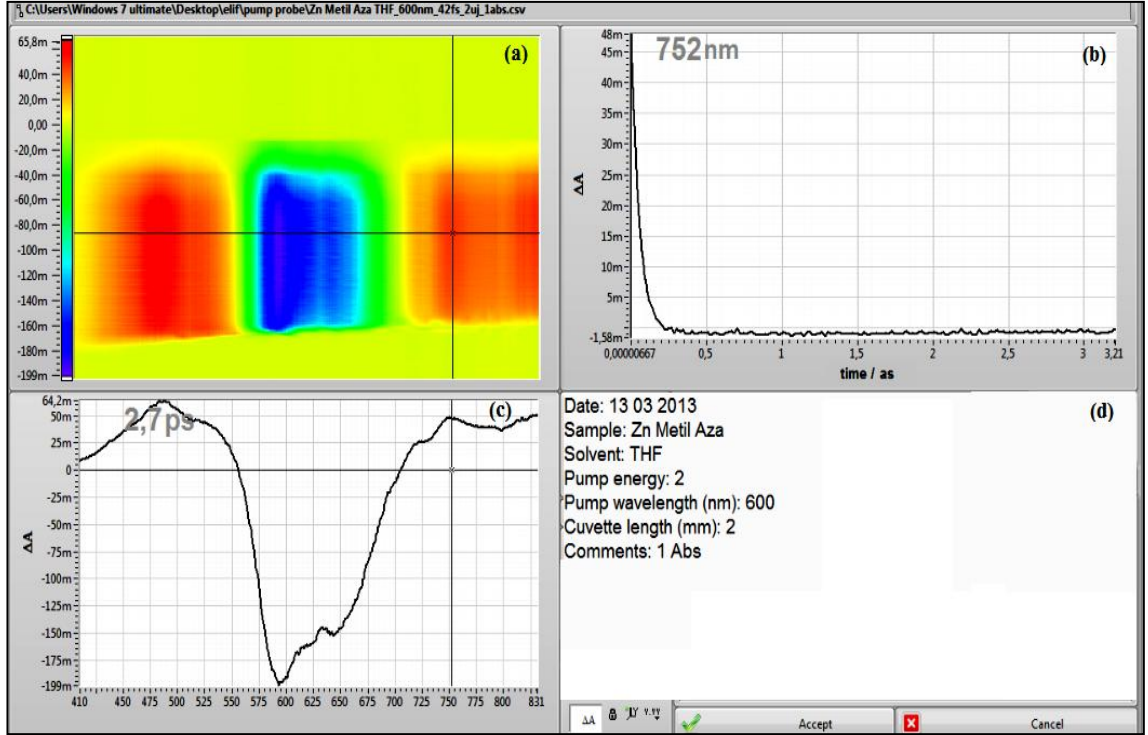 C:\Users\Windows 7 ultimate\Desktop\elif\pump probe\Zn Metil Aza THF_600nm_42fs_2uj_1abs.csv
(a)
65,8m
40,0m
20,0m
0,00
-20,0m
-40,0m
-60,0m
-80,0m
-100m
-120m
-140m
-160m
-180m
-199m
752nm
(b)
48m
45m
40m
35m
30m
25m
20m
15m
10m
5m
-1,58m
ΔA
0,00000667 0,5 1 1,5 2 2,5 3 3,21
time / as
2,7ps
(c)
64,2m
50m
25m
0
-25m
-50m
-75m
-100m
-125m
-150m
-175m
-199m
ΔA
410 450 475 500 525 550 575 600 625 650 675 700 725 750 775 800 831
(d)
Date: 13 03 2013
Sample: Zn Metil Aza
Solvent: THF
Pump energy: 2
Pump wavelength (nm): 600
Cuvette length (mm): 2
Comments: 1 Abs
ΔA
Accept
Cancel